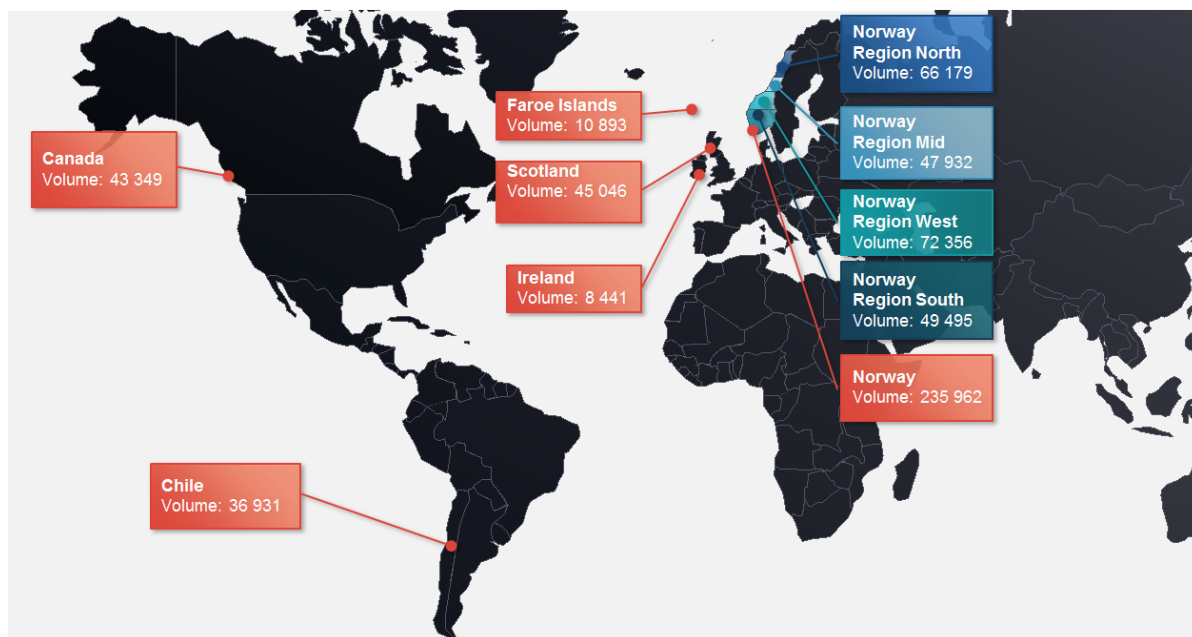 Norway
Region North
Volume: 66 179
Faroe Islands
Volume: 10 893
Norway
Region Mid
Volume: 47 932
Canada
Volume: 43 349
Scotland
Volume: 45 046
Norway
Region West
Volume: 72 356
Ireland
Volume: 8 441
Norway
Region South
Volume: 49 495
Norway
Volume: 235 962
Chile
Volume: 36 931